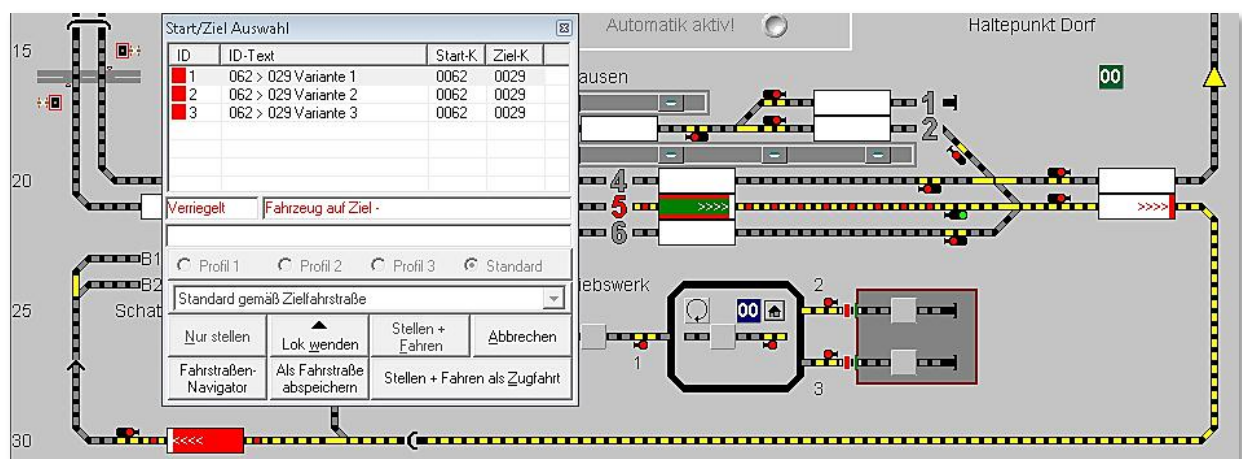 Start/Ziel Auswahl
ID ID-Text Start-K Ziel-K
1 062 > 029 Variante 1 0062 0029
2 062 > 029 Variante 2 0062 0029
3 062 > 029 Variante 3 0062 0029
Verriegelt Fahrzeug auf Ziel -
Profil 1 Profil 2 Profil 3 Standard
Standard gemäß Zielfahrstraße
Nur stellen Lok wenden Stellen + Fahren Abbrechen
Fahrstraßen-Navigator Als Fahrstraße abspeichern Stellen + Fahren als Zugfahrt
Automatik aktiv!
Haltepunkt Dorf
15
ausen
00
1
2
20
4
5 >>>> >>>>
6
B1
B2
Schat
iebswerk
25
00
2
1
3
30
<<<<